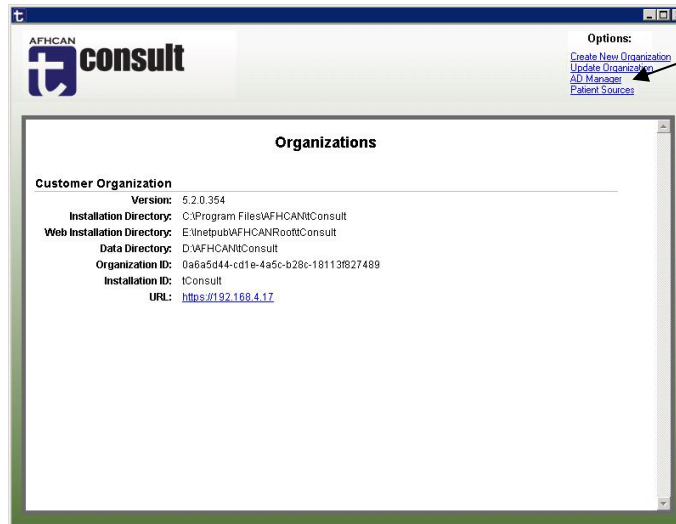 t
AFHCAN
t consult
Options:
Create New Organization
Update Organization
AD Manager
Patient Sources
Organizations
Customer Organization
Version: 5.2.0.354
Installation Directory: C:\Program Files\AFHCAN\tConsult
Web Installation Directory: E:\Inetpub\AFHCANRoot\tConsult
Data Directory: D:\AFHCAN\tConsult
Organization ID: 0a6a5d44-cd1e-4a5c-b28c-18113f827489
Installation ID: tConsult
URL: https://192.168.4.17